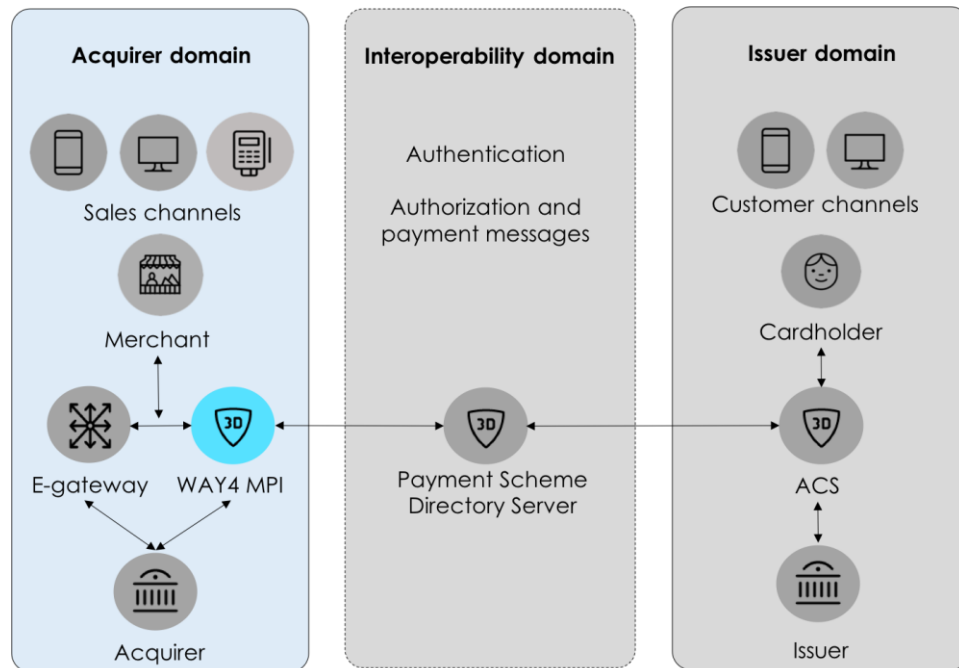 Acquirer domain
Sales channels
Merchant
E-gateway
WAY4 MPI
3D
Acquirer
Interoperability domain
Authentication
Authorization and
payment messages
3D
Payment Scheme
Directory Server
Issuer domain
Customer channels
Cardholder
3D
ACS
Issuer